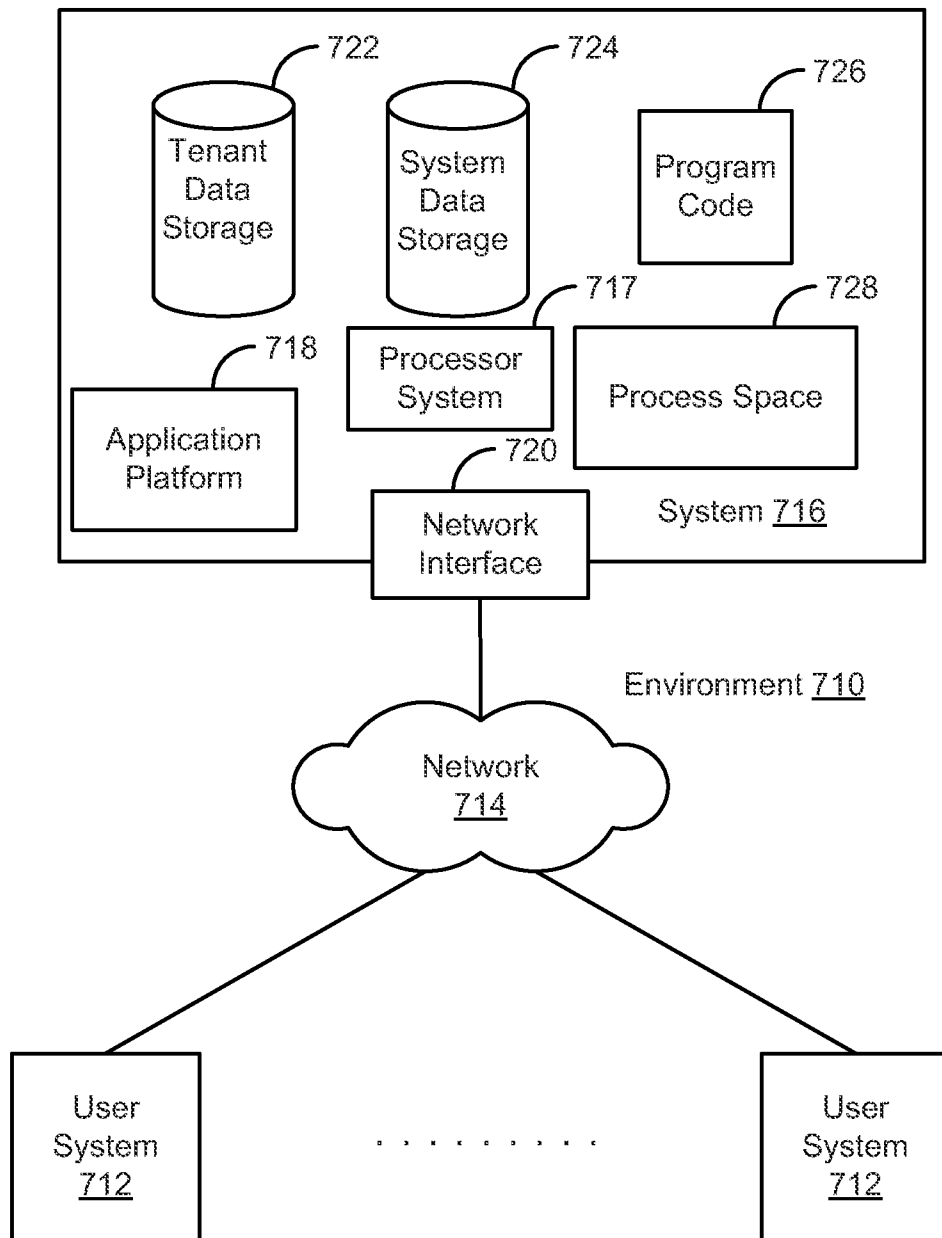 722
724
726
Tenant
Data
Storage
System
Data
Storage
Program
Code
717
728
718
Processor
System
Process Space
Application
Platform
720
Network
Interface
System 716
Environment 710
Network
714
User
System
712
User
System
712